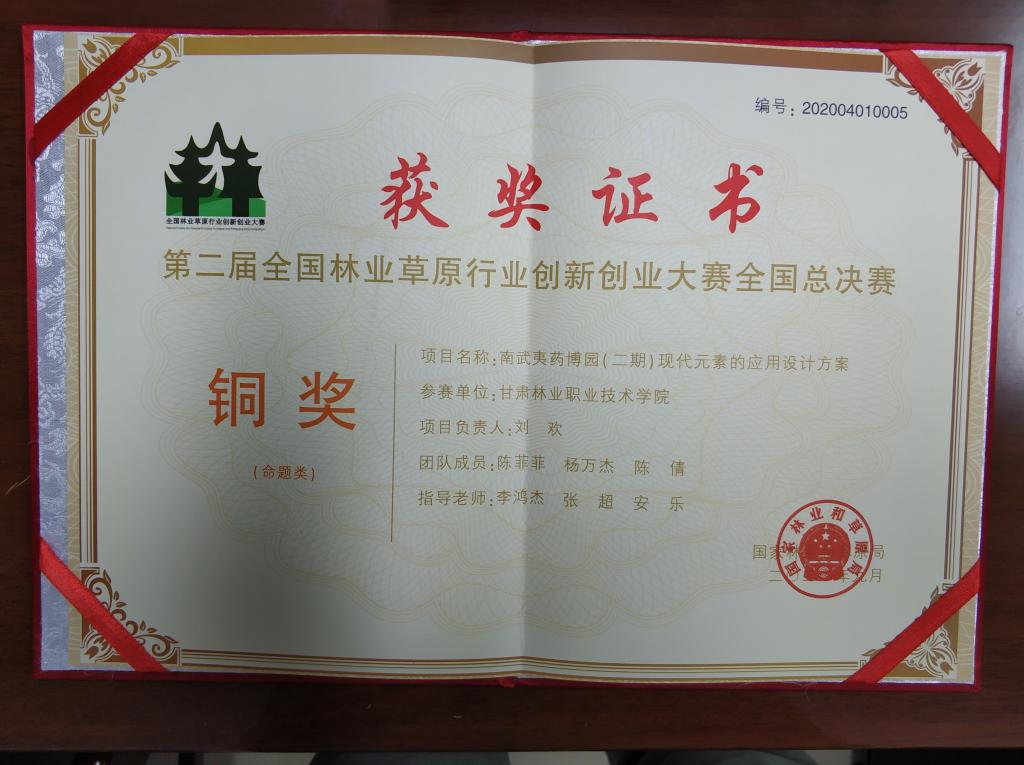 编号：202004010005
全国林业草原行业创新创业大赛
获奖证书
第二届全国林业草原行业创新创业大赛全国总决赛
铜奖
(命题类)
项目名称：南武夷药博园(二期)现代元素的应用设计方案
参赛单位：甘肃林业职业技术学院
项目负责人：刘 欢
团队成员：陈菲菲 杨万杰 陈 倩
指导老师：李鸿杰 张 超 安 乐
国家林业和草原局
九月